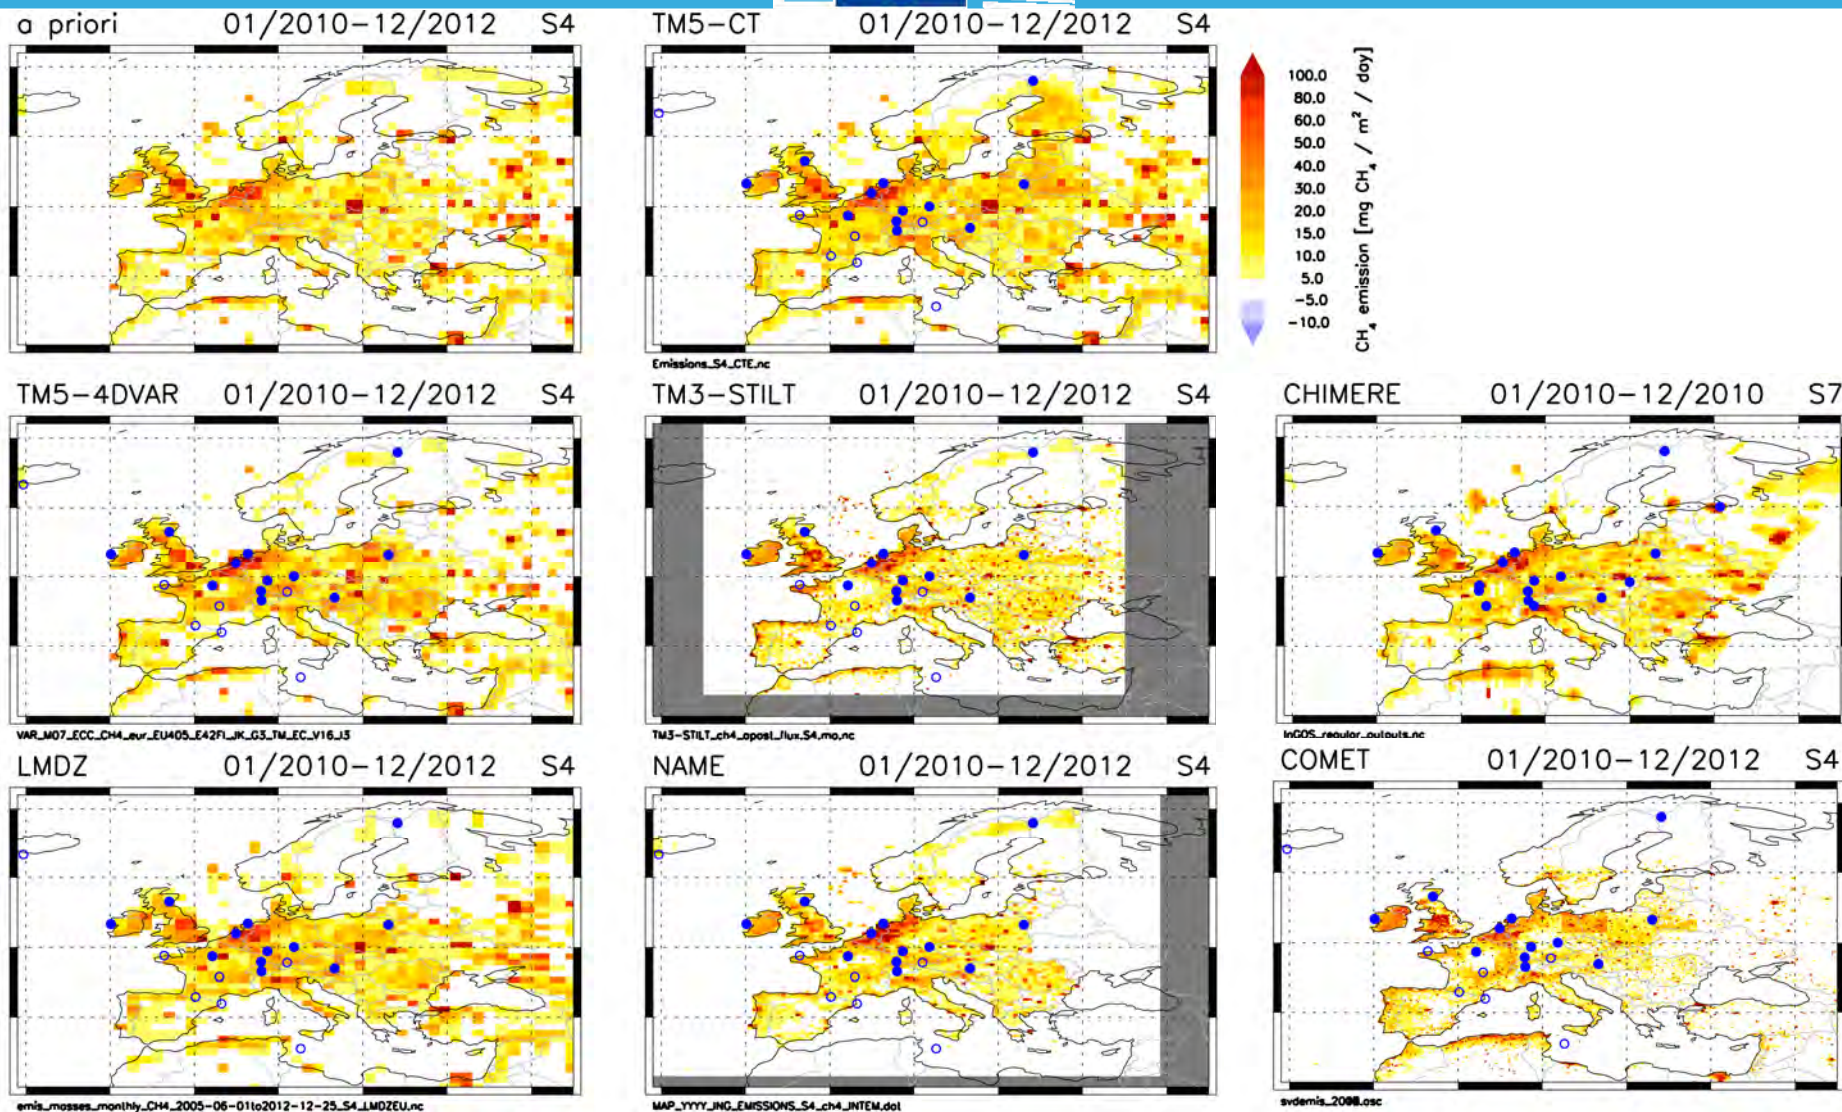 a priori 01/2010-12/2012 S4
TM5-CT 01/2010-12/2012 S4
100.0
80.0
60.0
50.0
40.0
30.0
20.0
15.0
10.0
5.0
-5.0
-10.0
CH4 emission [mg CH4 / m2 / day]
Emissions_S4_CTE.nc
TM5-4DVAR 01/2010-12/2012 S4
TM3-STILT 01/2010-12/2012 S4
CHIMERE 01/2010-12/2010 S7
VAR_M07_ECC_CH4_eur_EU405_E42FI_JK_G3_TM_EC_V16_I3
TM3-STILT_ch4_apost_flux.S4.mo.nc
InGOS_regular_outputs.nc
LMDZ 01/2010-12/2012 S4
NAME 01/2010-12/2012 S4
COMET 01/2010-12/2012 S4
emis_masses_monthly_CH4_2005-06-01to2012-12-25_S4_LMDZEU.nc
MAP_YYYY_ING_EMISSIONS_S4_ch4_INTEM.dat